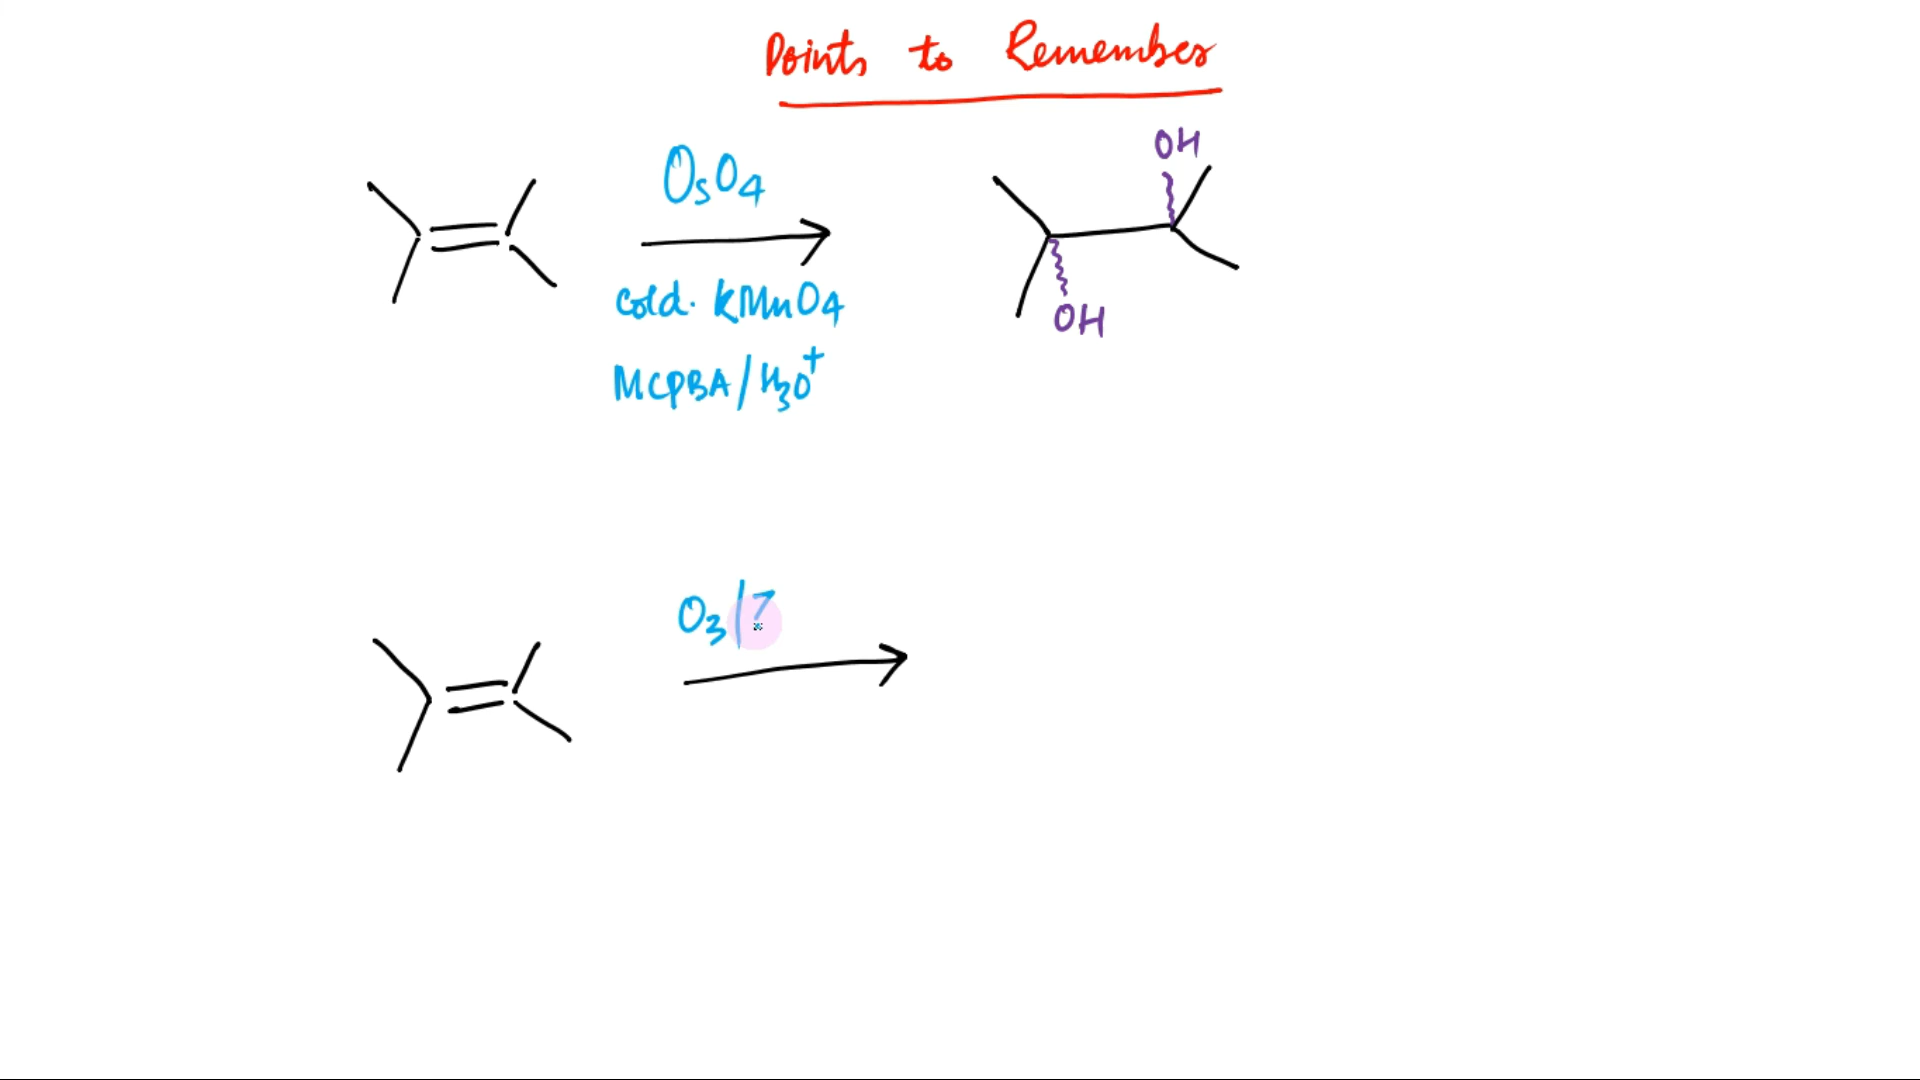 Points to Remember
OH
OsO4
cold. KMnO4
OH
MCPBA/H3O+
O3/Z